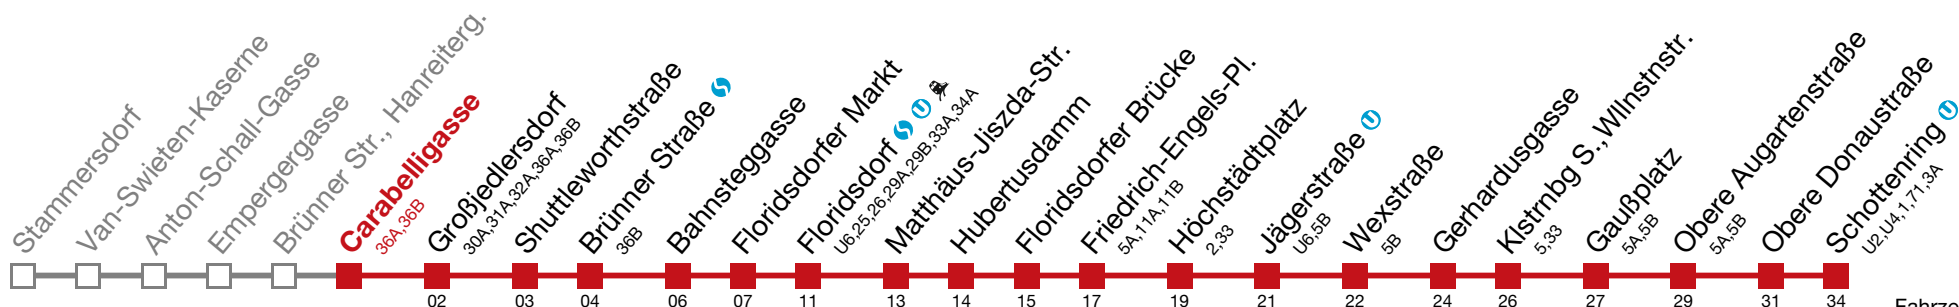 Stammersdorf
Van-Swieten-Kaserne
Anton-Schall-Gasse
Empergergasse
Brünner Str., Hanreiterg.
Carabelligasse
36A,36B
Großjedlersdorf
30A,31A,32A,36A,36B
02
Shuttleworthstraße
03
Brünner Straße
36B
04
Bahnsteggasse
06
Floridsdorfer Markt
07
Floridsdorf U
U6,25,26,29A,29B,33A,34A
11
Matthäus-Jiszda-Str.
13
Hubertusdamm
14
Floridsdorfer Brücke
15
Friedrich-Engels-Pl.
5A,11A,11B
17
Höchstädtplatz
2,33
19
Jägerstraße U
U6,5B
21
Wexstraße
5B
22
Gerhardusgasse
24
Klstrnbg S., Wllnstnstr.
5,33
26
Gaußplatz
5A,5B
27
Obere Augartenstraße
5A,5B
29
Obere Donaustraße
31
Schottenring U
U2,U4,1,71,3A
34